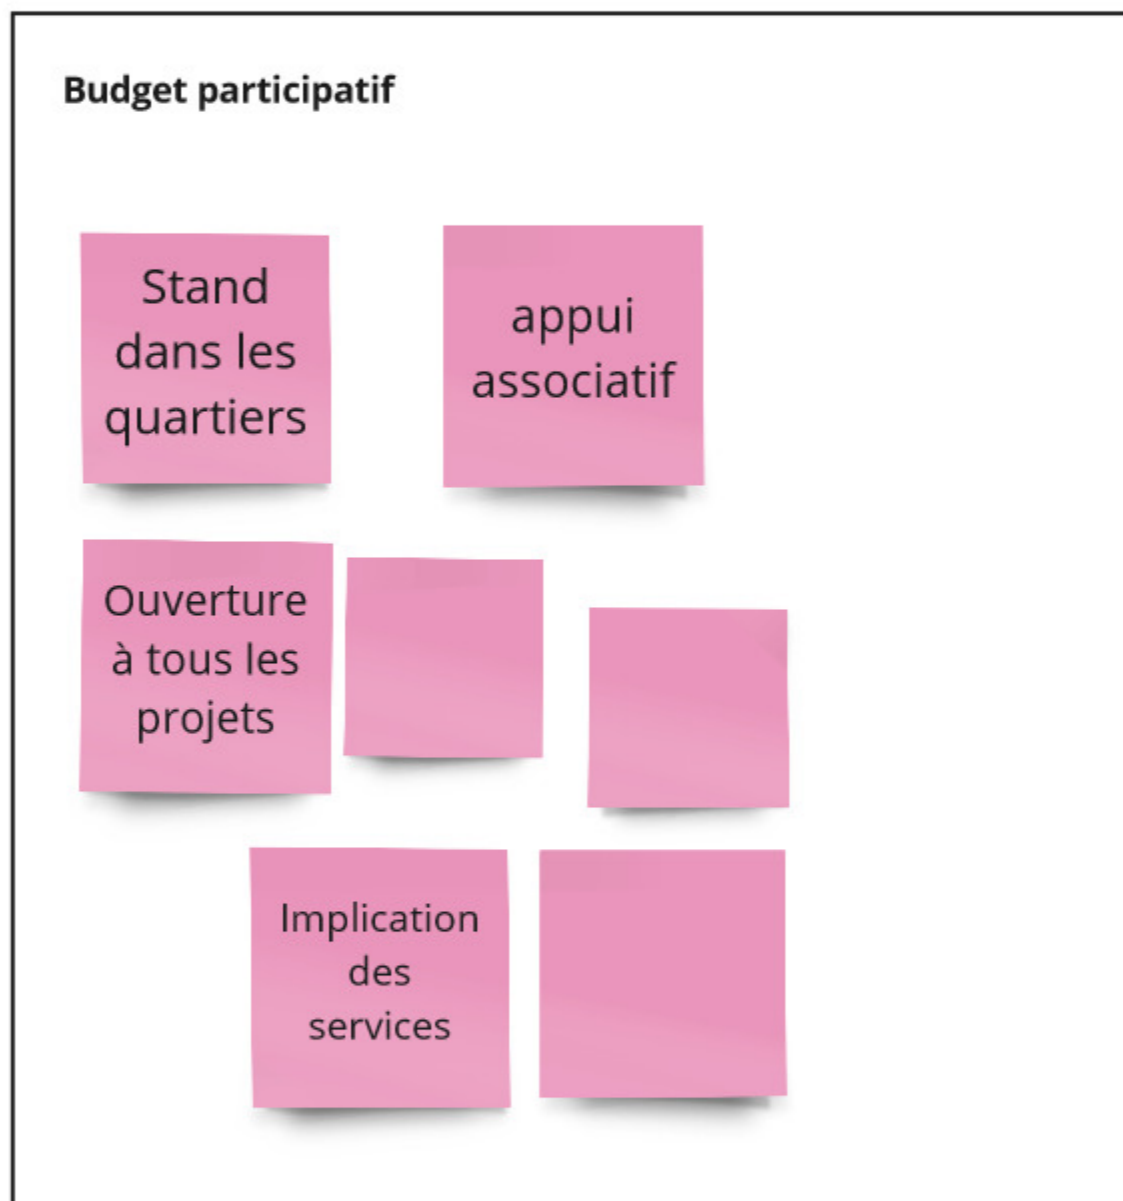 Budget participatif
Stand
dans les
quartiers
appui
associatif
Ouverture
à tous les
projets
Implication
des
services